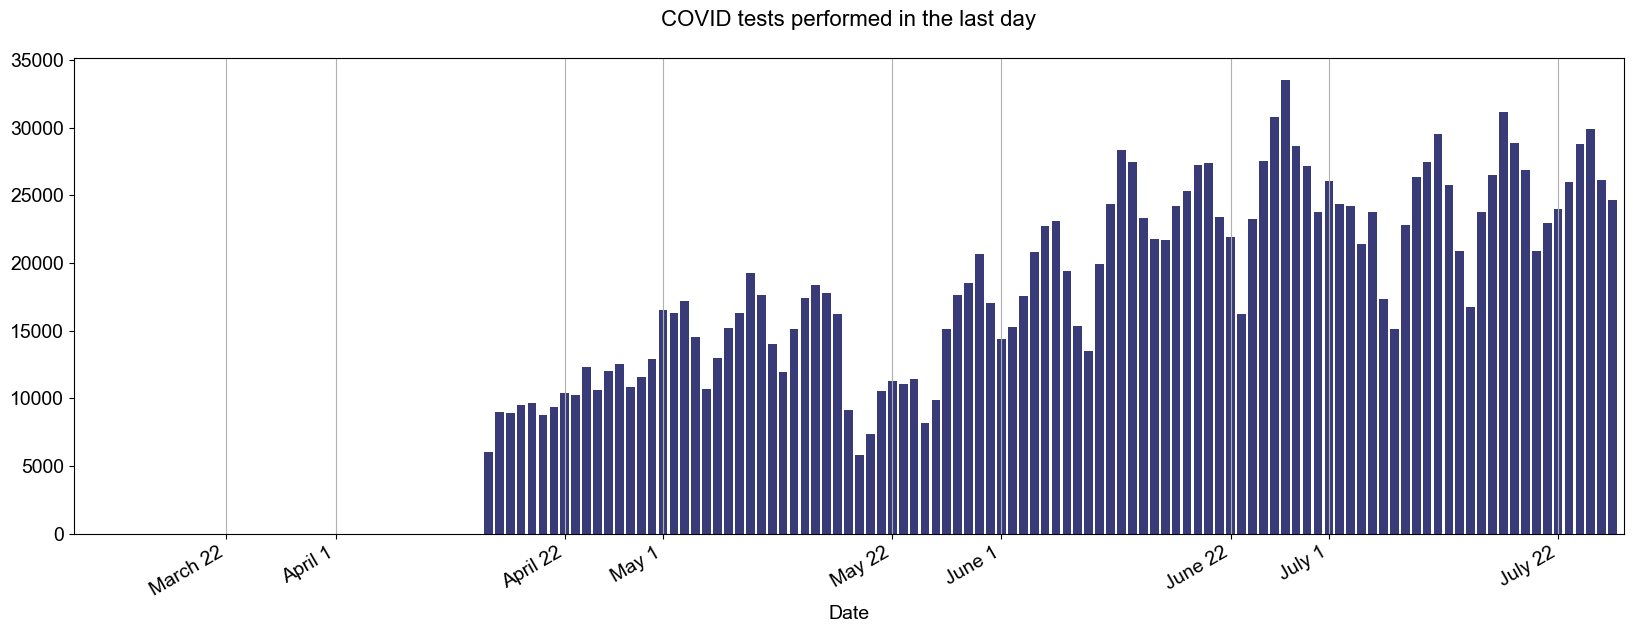 COVID tests performed in the last day
35000
30000
25000
20000
15000
10000
5000
0
March 22
April 1
April 22
May 1
May 22
June 1
June 22
July 1
July 22
Date